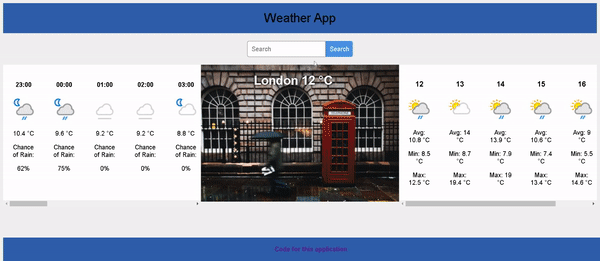 Weather App
Search
Search
23:00 00:00 01:00 02:00 03:00
10.4 °C 9.6 °C 9.2 °C 9.2 °C 8.8 °C
Chance Chance Chance Chance Chance
of Rain: of Rain: of Rain: of Rain: of Rain:
62% 75% 0% 0% 0%
London 12 °C
12 13 14 15 16
Avg: Avg: 14 Avg: Avg: Avg: 9
10.8 °C °C 13.9 °C 10.6 °C °C
Min: 8.5 Min: 8.7 Min: 7.9 Min: 7.4 Min: 5.5
°C °C °C °C °C
Max: Max: Max: 19 Max: Max:
12.5 °C 19.4 °C °C 13.4 °C 14.6 °C
Code for this application